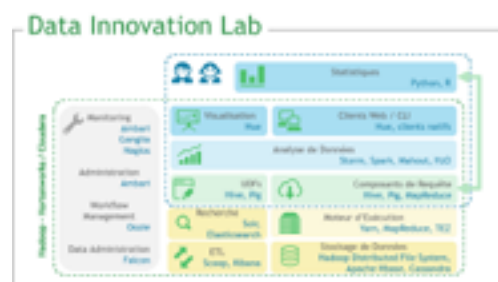 Data Innovation Lab
Statistiques
Python, R
Hadoop - Hortonworks / Cloudera
Monitoring
Ambari
Ganglia
Nagios
Administration
Ambari
Workflow
Management
Oozie
Data Administration
Falcon
Visualisation
Hue
Clients Web / CLI
Hue, clients natifs
Analyse de Données
Storm, Spark, Mahout,
UDFs
Hive, Pig
Composants de Requête
Hive, Pig, MapReduce
Recherche
Solr,
Elasticsearch
Moteur d'Exécution
Yarn, MapReduce, TEZ
ETL
Scoop,
Stockage de Données
Hadoop Distributed File System,
Apache Hbase, Cassandra